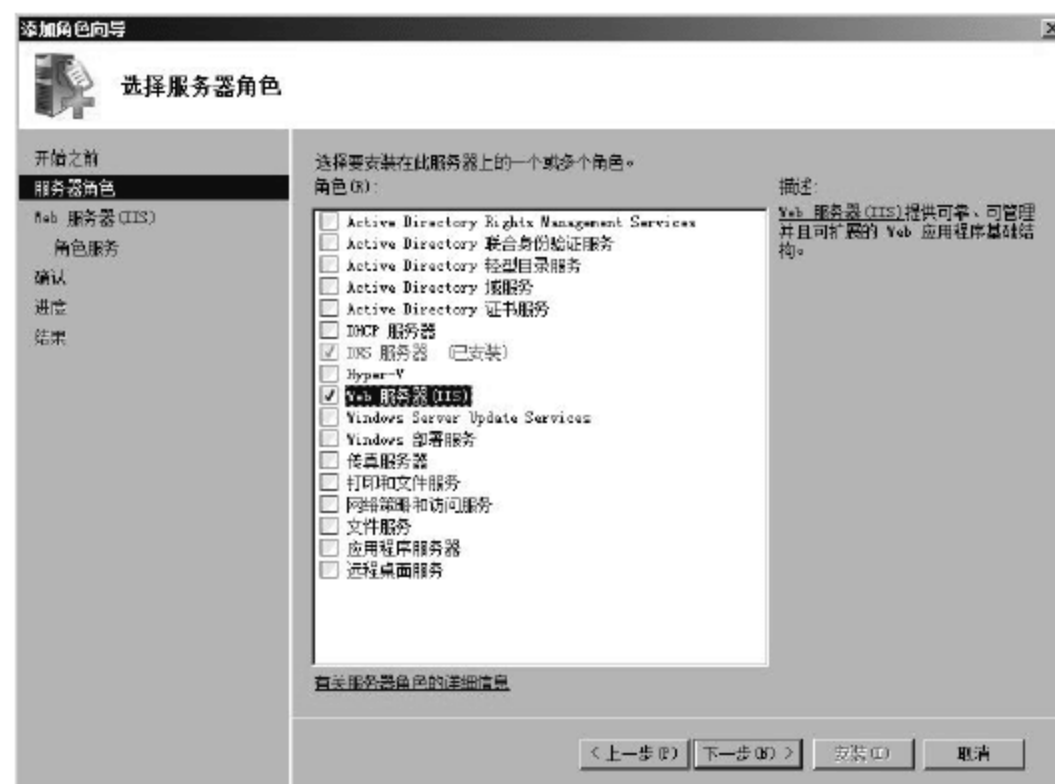 添加角色向导
选择服务器角色
开始之前
服务器角色
Web 服务器(IIS)
角色服务
确认
进度
结果
选择要安装在此服务器上的一个或多个角色。
角色(R):
Active Directory Rights Management Services
Active Directory 联合身份验证服务
Active Directory 轻型目录服务
Active Directory 域服务
Active Directory 证书服务
DHCP 服务器
DNS 服务器 (已安装)
Hyper-V
Web 服务器(IIS)
Windows Server Update Services
Windows 部署服务
传真服务器
打印和文件服务
网络策略和访问服务
文件服务
应用程序服务器
远程桌面服务
有关服务器角色的详细信息
描述:
Web 服务器(IIS)提供可靠、可管理
并且可扩展的 Web 应用程序基础结
构。
<上一步(P)
下一步(N) >
安装(I)
取消